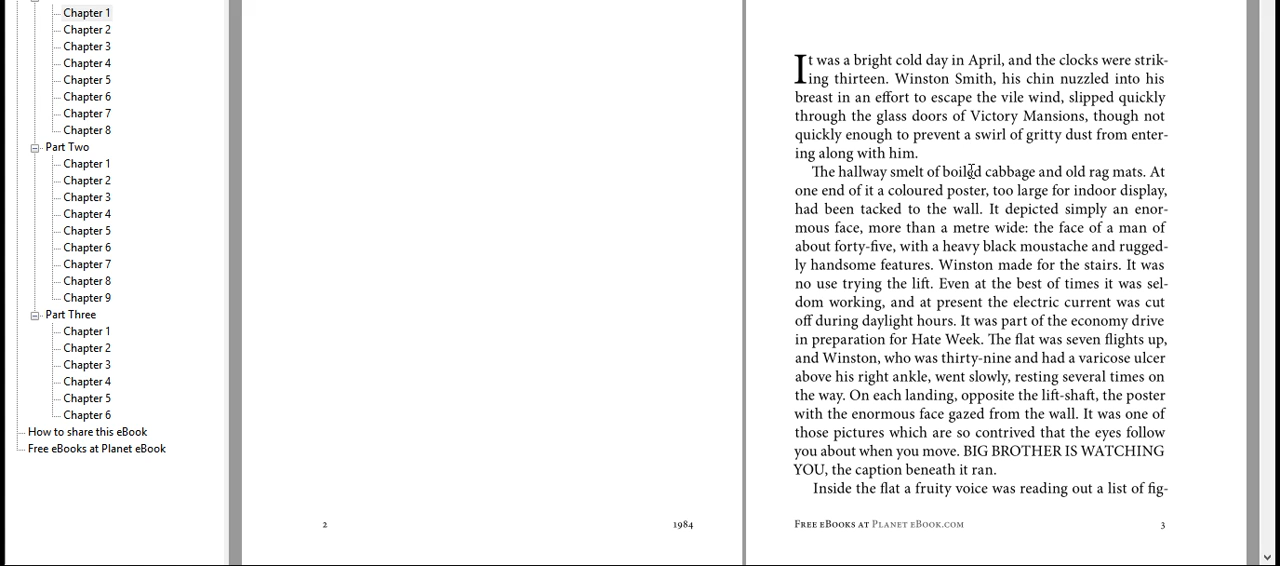 Chapter 1
Chapter 2
Chapter 3
Chapter 4
Chapter 5
Chapter 6
Chapter 7
Chapter 8
Part Two
Chapter 1
Chapter 2
Chapter 3
Chapter 4
Chapter 5
Chapter 6
Chapter 7
Chapter 8
Chapter 9
Part Three
Chapter 1
Chapter 2
Chapter 3
Chapter 4
Chapter 5
Chapter 6
How to share this eBook
Free eBooks at Planet eBook
2 1984
It was a bright cold day in April, and the clocks were strik-
ing thirteen. Winston Smith, his chin nuzzled into his
breast in an effort to escape the vile wind, slipped quickly
through the glass doors of Victory Mansions, though not
quickly enough to prevent a swirl of gritty dust from enter-
ing along with him.
The hallway smelt of boiled cabbage and old rag mats. At
one end of it a coloured poster, too large for indoor display,
had been tacked to the wall. It depicted simply an enor-
mous face, more than a metre wide: the face of a man of
about forty-five, with a heavy black moustache and rugged-
ly handsome features. Winston made for the stairs. It was
no use trying the lift. Even at the best of times it was sel-
dom working, and at present the electric current was cut
off during daylight hours. It was part of the economy drive
in preparation for Hate Week. The flat was seven flights up,
and Winston, who was thirty-nine and had a varicose ulcer
above his right ankle, went slowly, resting several times on
the way. On each landing, opposite the lift-shaft, the poster
with the enormous face gazed from the wall. It was one of
those pictures which are so contrived that the eyes follow
you about when you move. BIG BROTHER IS WATCHING
YOU, the caption beneath it ran.
Inside the flat a fruity voice was reading out a list of fig-
Free eBooks at Planet eBook.com 3